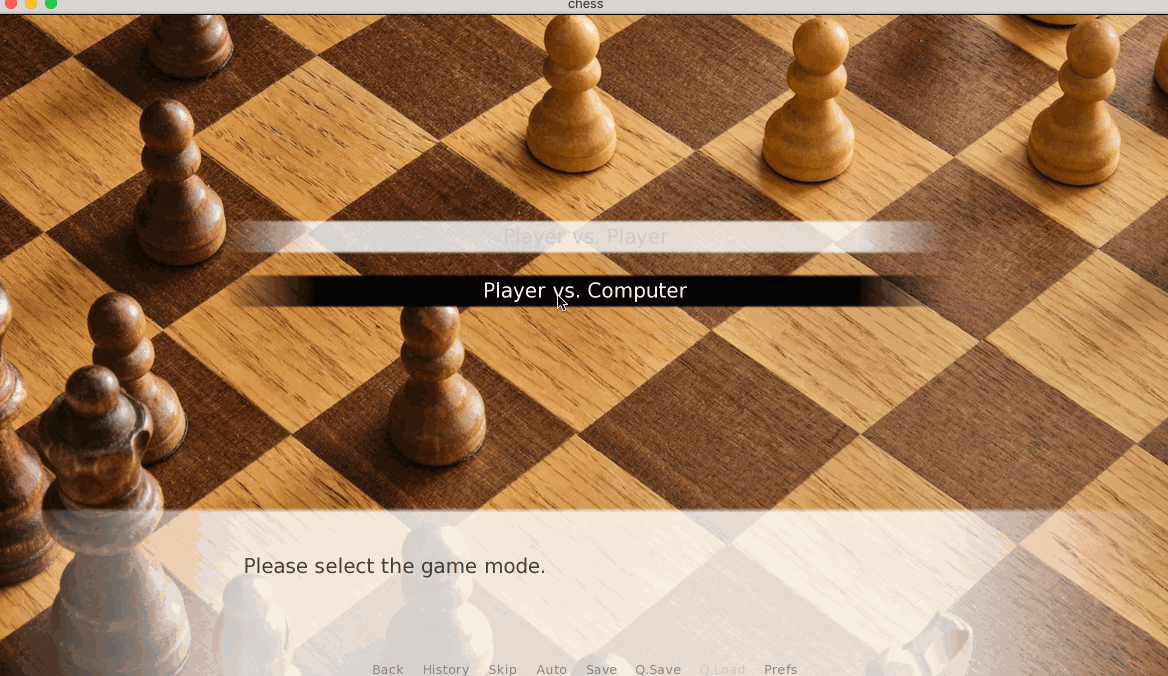 chess
Player vs. Player
Player vs. Computer
Please select the game mode.
Back History Skip Auto Save Q.Save Q.Load Prefs